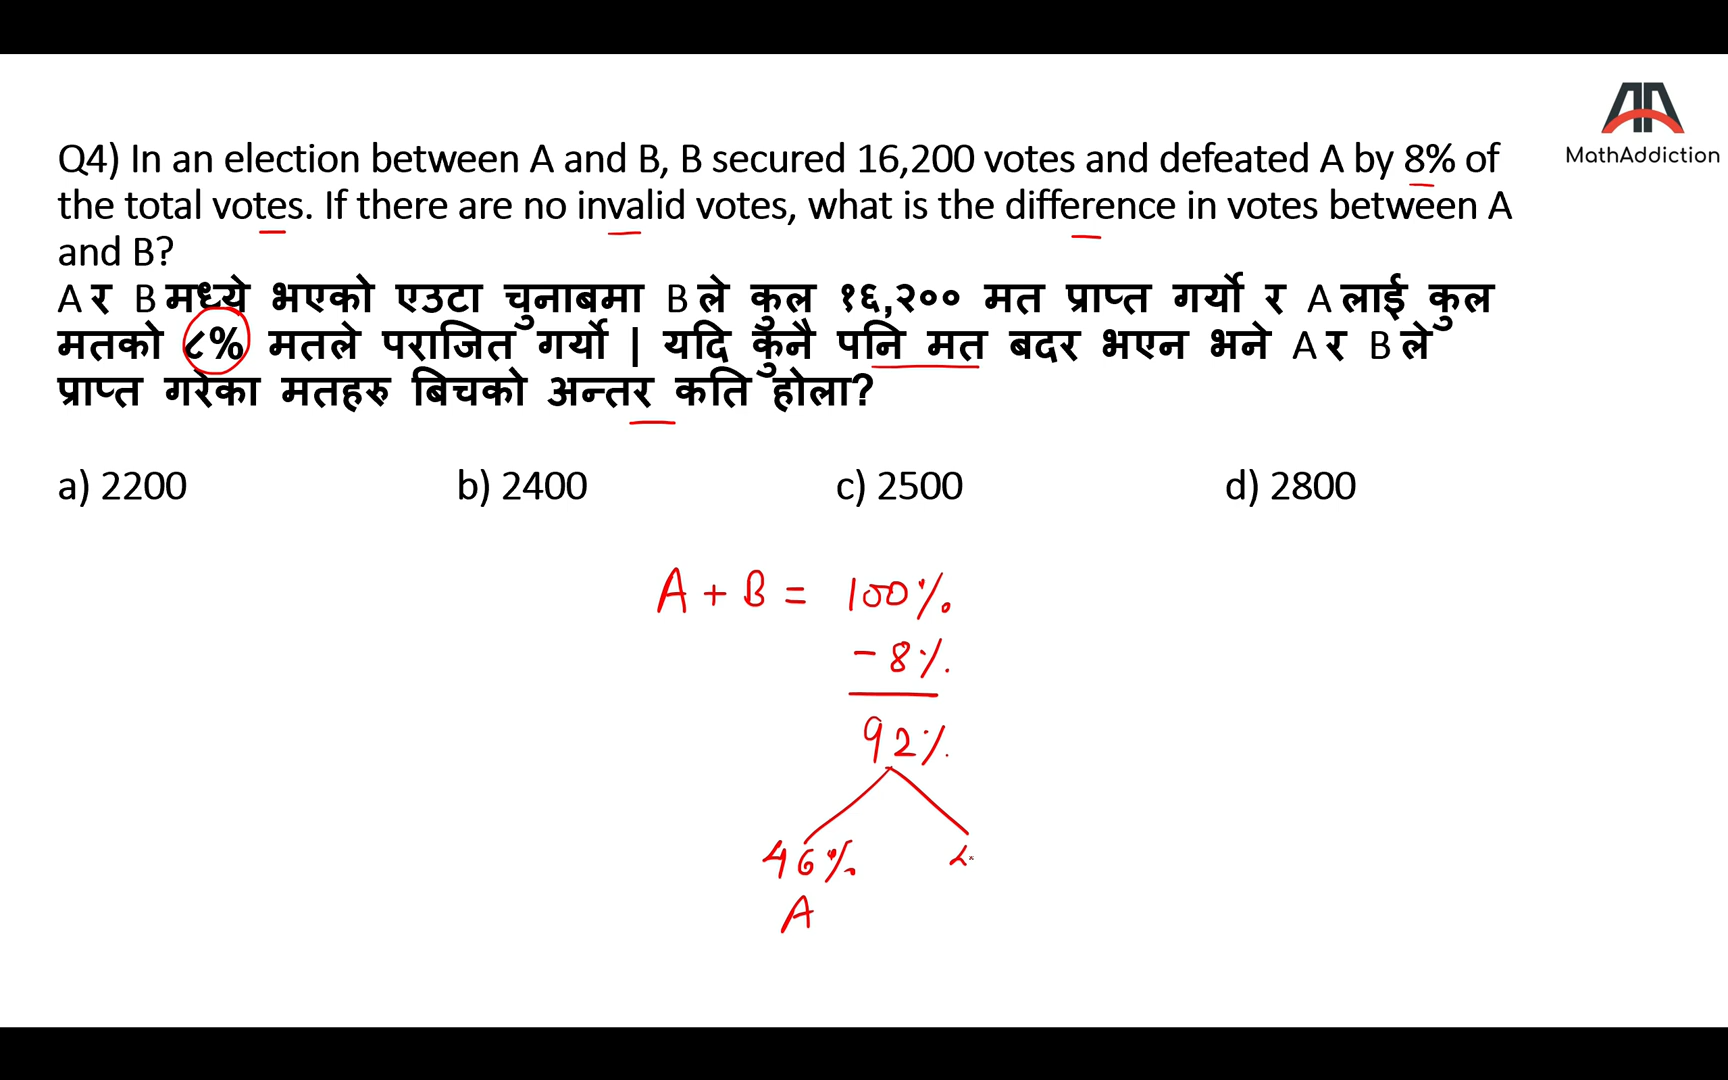 MathAddiction
Q4) In an election between A and B, B secured 16,200 votes and defeated A by 8% of
the total votes. If there are no invalid votes, what is the difference in votes between A
and B?
A र B मध्ये भएको एउटा चुनाबमा B ले कुल १६,२०० मत प्राप्त गर्यो र A लाई कुल
मतको ८% मतले पराजित गर्यो | यदि कुनै पनि मत बदर भएन भने A र B ले
प्राप्त गरेका मतहरु बिचको अन्तर कति होला?
a) 2200 b) 2400 c) 2500 d) 2800
A + B = 100%
- 8%
92%
46%
A